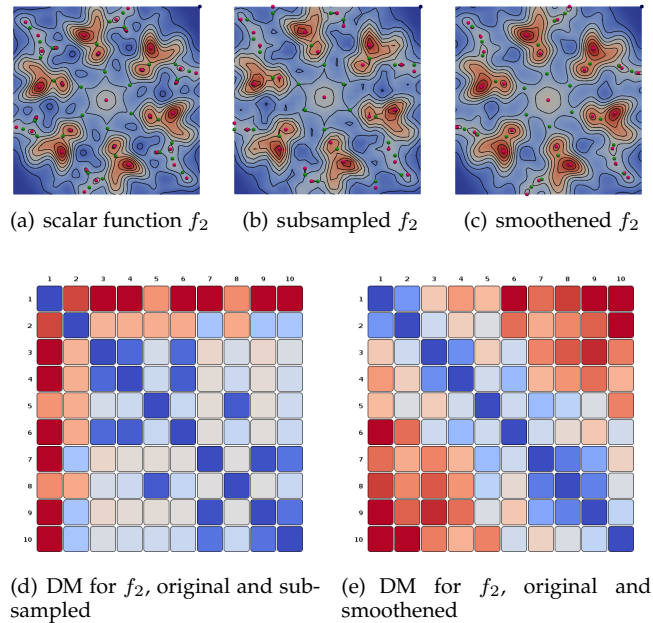 (a) scalar function f₂ (b) subsampled f₂ (c) smoothened f₂
1 2 3 4 5 6 7 8 9 10 1 2 3 4 5 6 7 8 9 10
1 1
2 2
3 3
4 4
5 5
6 6
7 7
8 8
9 9
10 10
(d) DM for f₂, original and sub-
sampled
(e) DM for f₂, original and
smoothened